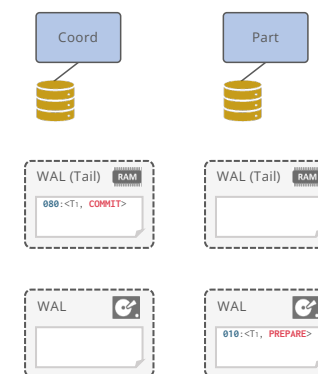 Coord
Part
WAL (Tail) RAM
WAL (Tail) RAM
080:<T₁, COMMIT>
WAL
WAL
010:<T₁, PREPARE>